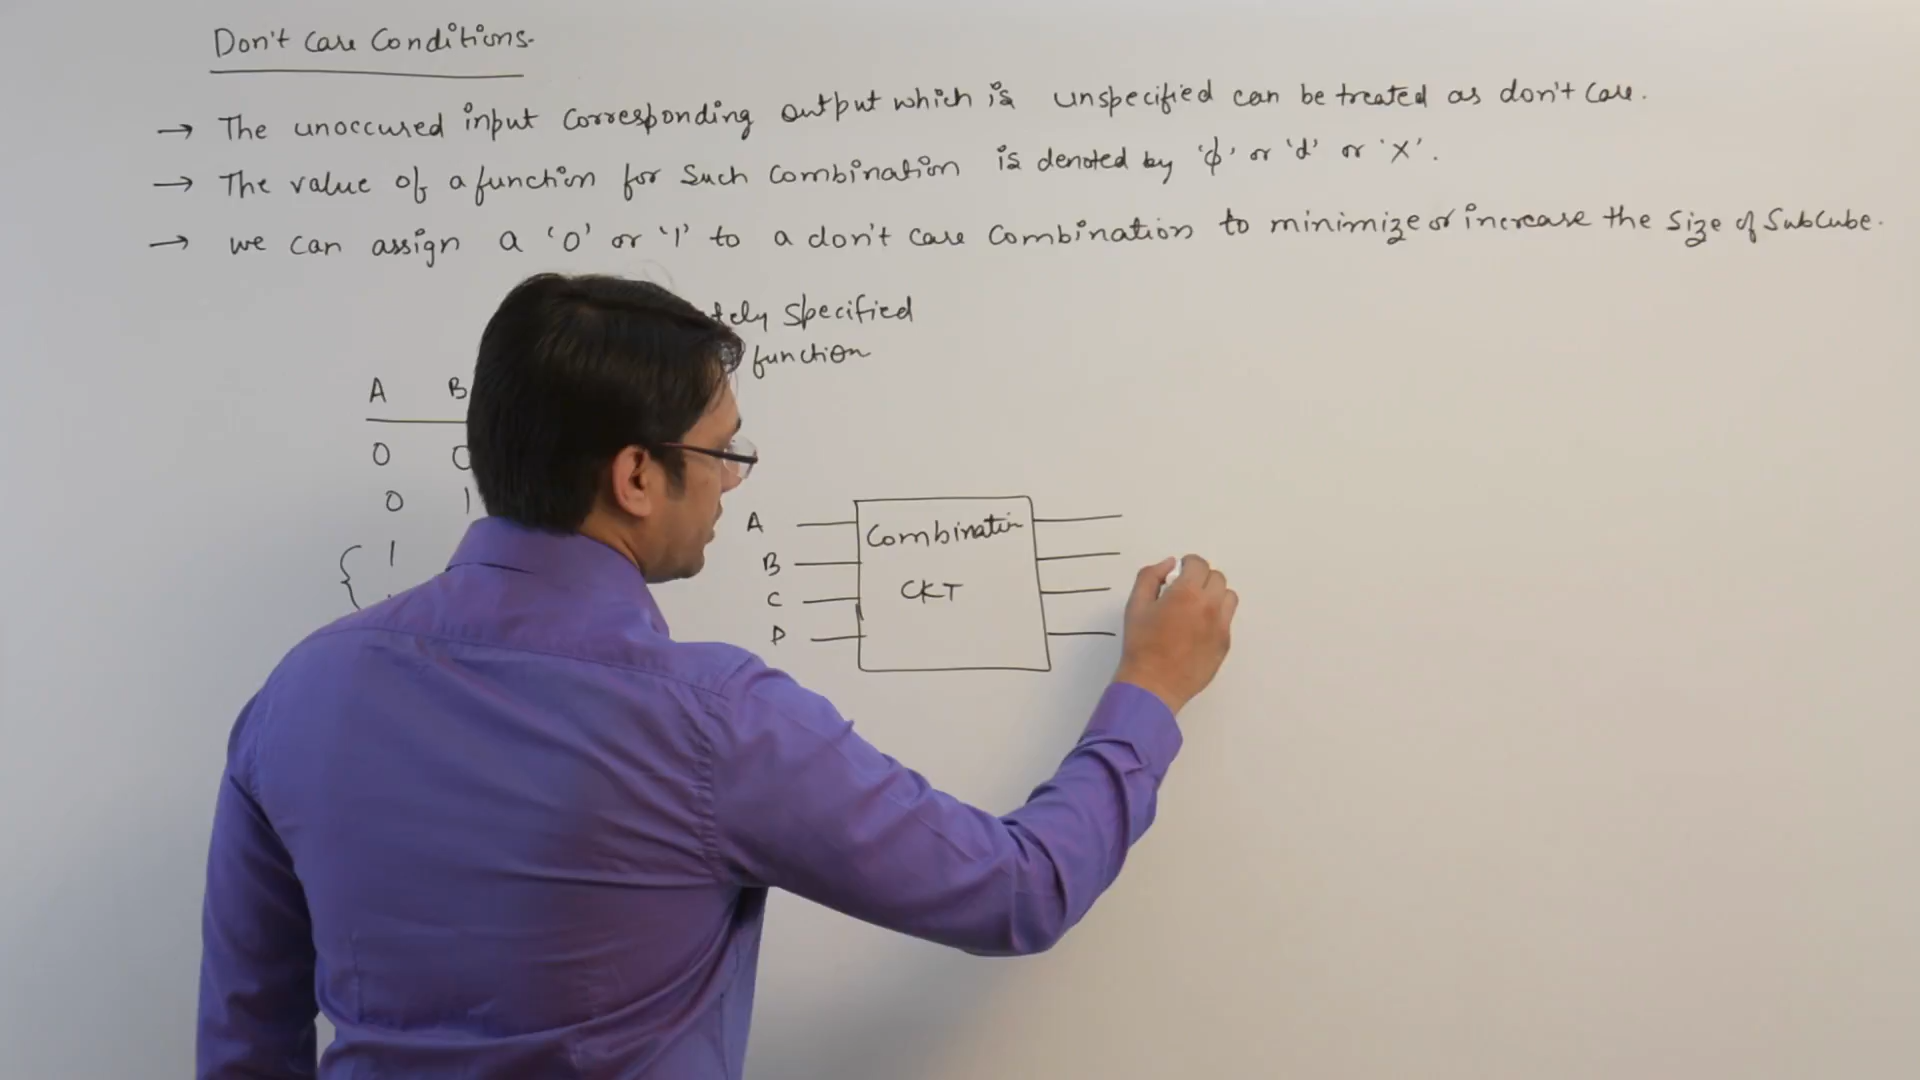 Don't Care Conditions.
→ The unoccured input corresponding output which is unspecified can be treated as don't care.
→ The value of a function for such combination is denoted by 'ϕ' or 'd' or 'X'.
→ we can assign a '0' or '1' to a don't care combination to minimize or increase the size of Subcube.
tely specified
function
A B
0 0
0 1
{ 1
A
Combinatin
B
CKT
C
D